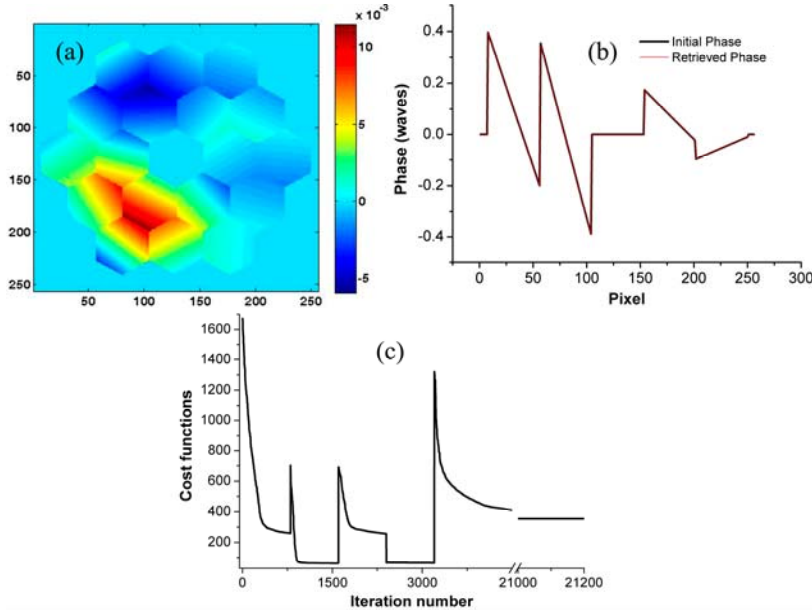 x 10⁻³
(a)
50
100
150
200
250
50 100 150 200 250
10
5
0
-5
(b)
Initial Phase
Retrieved Phase
Phase (waves)
0.4
0.2
0.0
-0.2
-0.4
0 50 100 150 200 250 300
Pixel
(c)
Cost functions
1600
1400
1200
1000
800
600
400
200
0 1500 3000 21000 21200
Iteration number